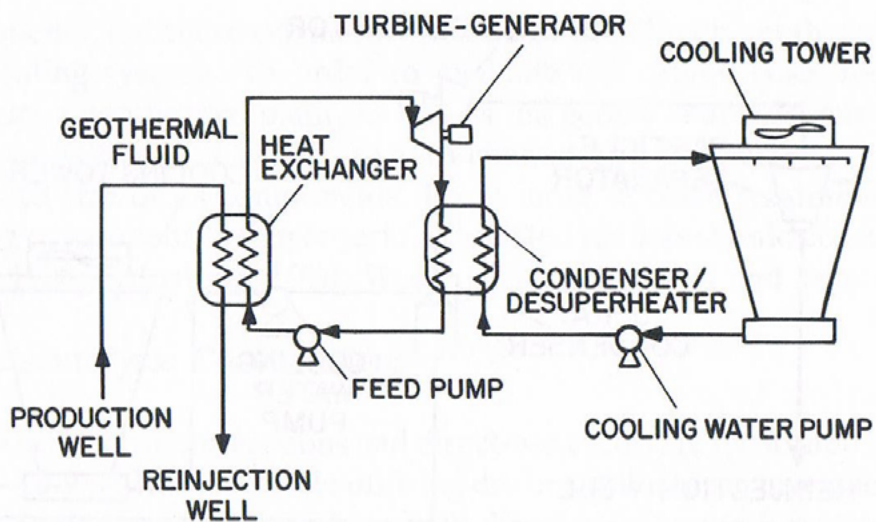 TURBINE-GENERATOR
COOLING TOWER
GEOTHERMAL
FLUID
HEAT
EXCHANGER
CONDENSER/
DESUPERHEATER
FEED PUMP
PRODUCTION
WELL
COOLING WATER PUMP
REINJECTION
WELL